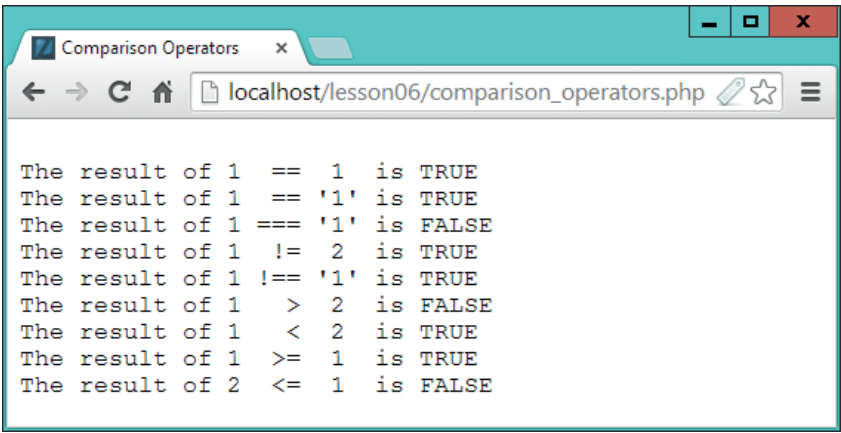 Comparison Operators
localhost/lesson06/comparison_operators.php
The result of 1  ==  1  is TRUE
The result of 1  == '1' is TRUE
The result of 1 === '1' is FALSE
The result of 1  !=  2  is TRUE
The result of 1 !== '1' is TRUE
The result of 1   >  2  is FALSE
The result of 1   <  2  is TRUE
The result of 1  >=  1  is TRUE
The result of 2  <=  1  is FALSE